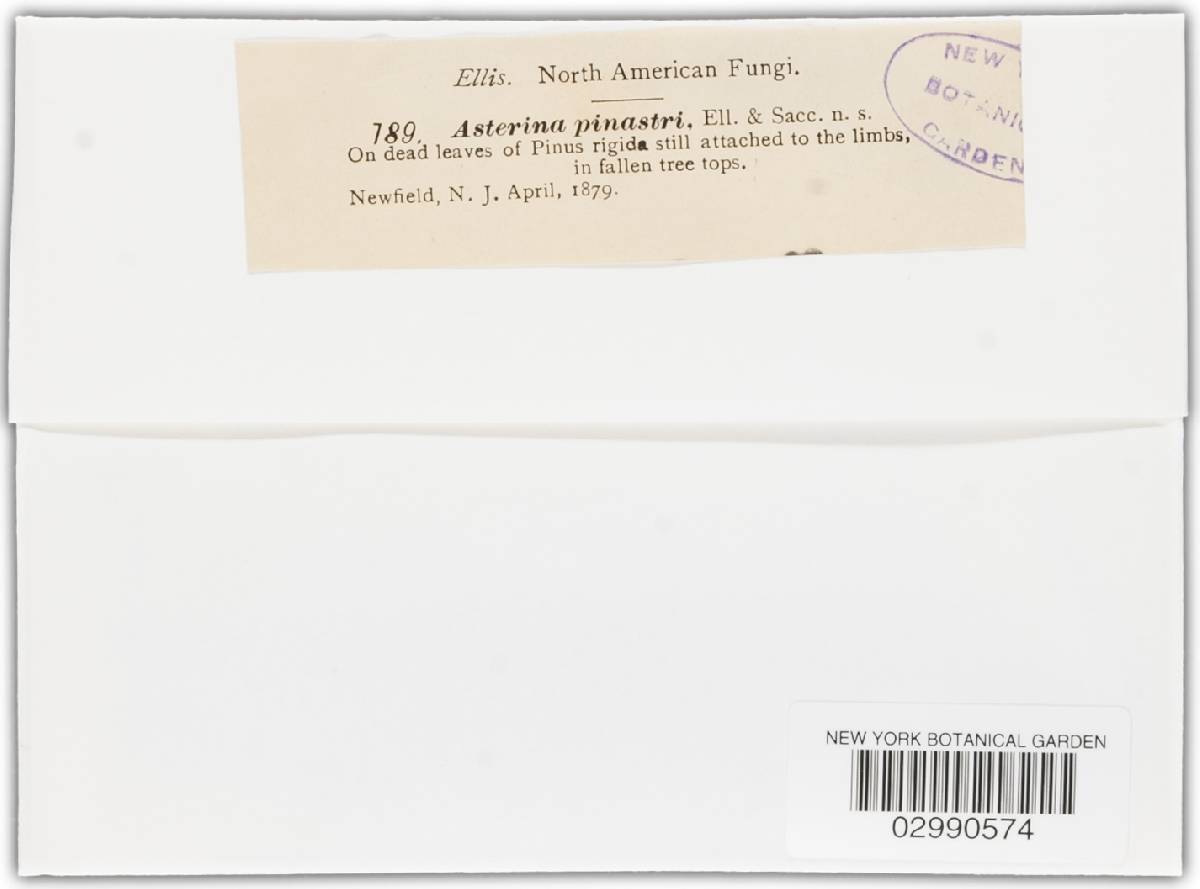 Ellis. North American Fungi.
789. Asterina pinastri, Ell. & Sacc. n. s.
On dead leaves of Pinus rigida still attached to the limbs,
in fallen tree tops.
Newfield, N. J. April, 1879.
NEW
BOTANIC
GARDEN
NEW YORK BOTANICAL GARDEN
02990574